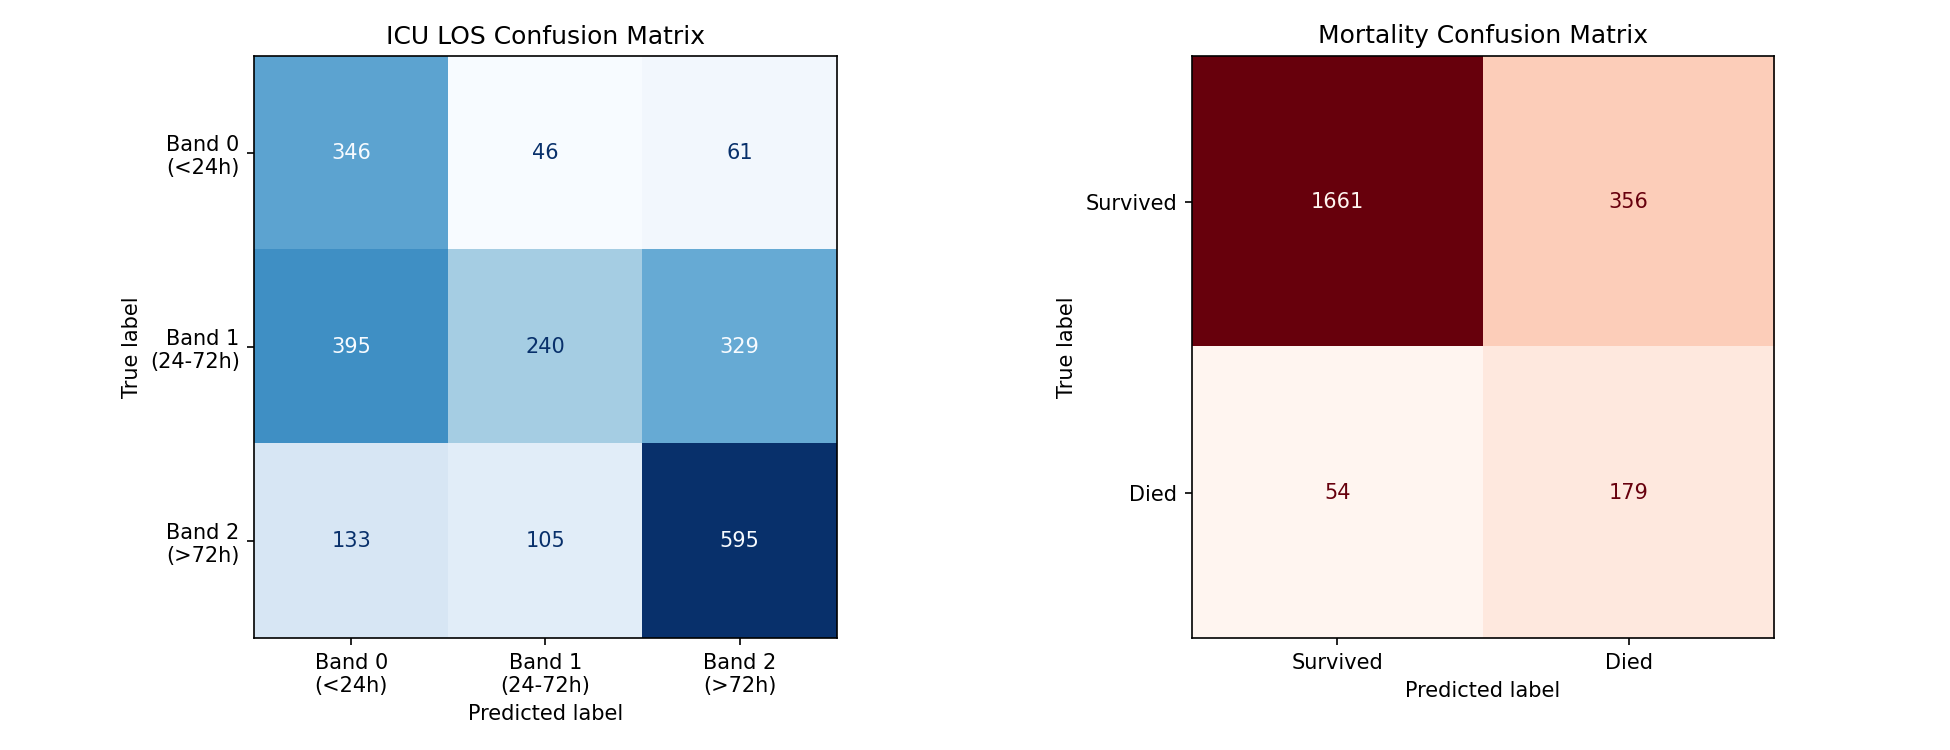 ICU LOS Confusion Matrix
True label
Band 0
(<24h)
346 46 61
Band 1
(24-72h)
395 240 329
Band 2
(>72h)
133 105 595
Band 0 Band 1 Band 2
(<24h) (24-72h) (>72h)
Predicted label
Mortality Confusion Matrix
True label
Survived 1661 356
Died 54 179
Survived Died
Predicted label